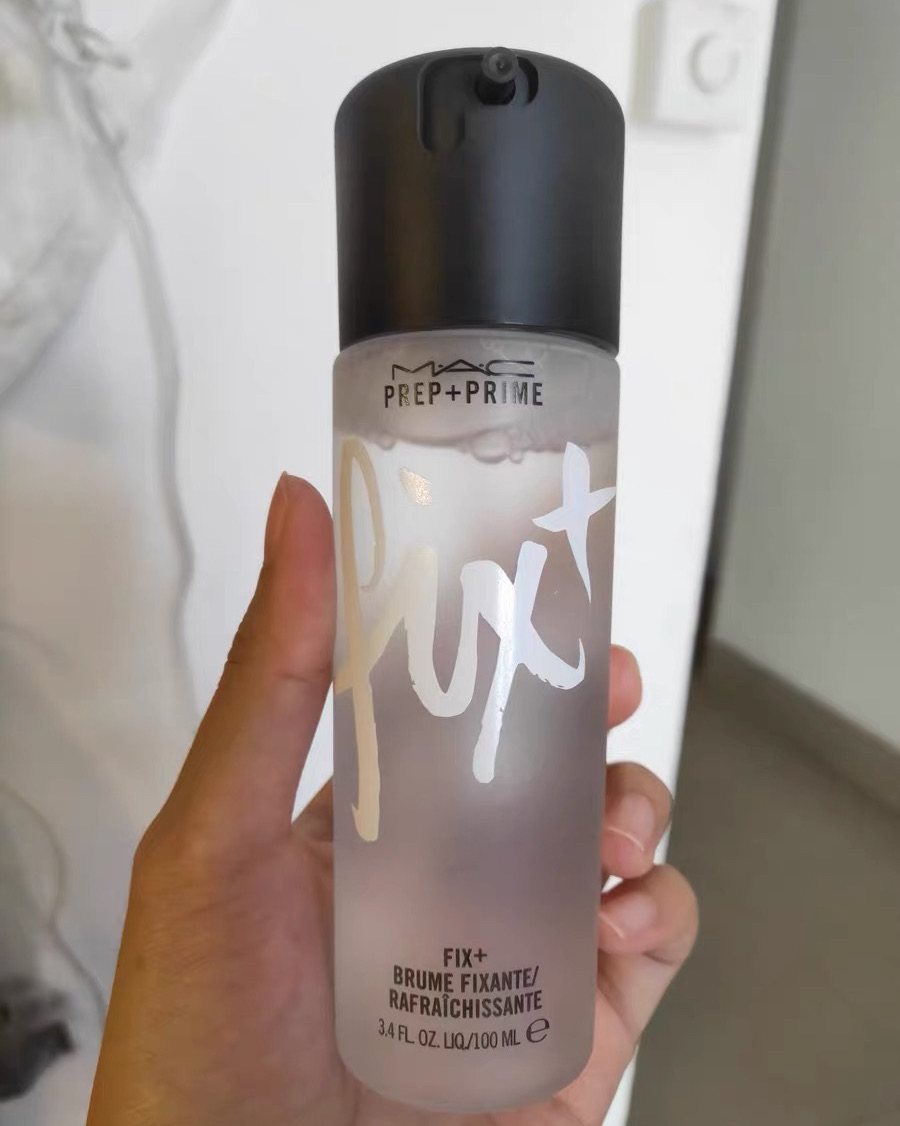 M·A·C
PREP+PRIME
fix+
FIX+
BRUME FIXANTE/
RAFRAÎCHISSANTE
3.4 FL. OZ. LIQ./100 ML ℮